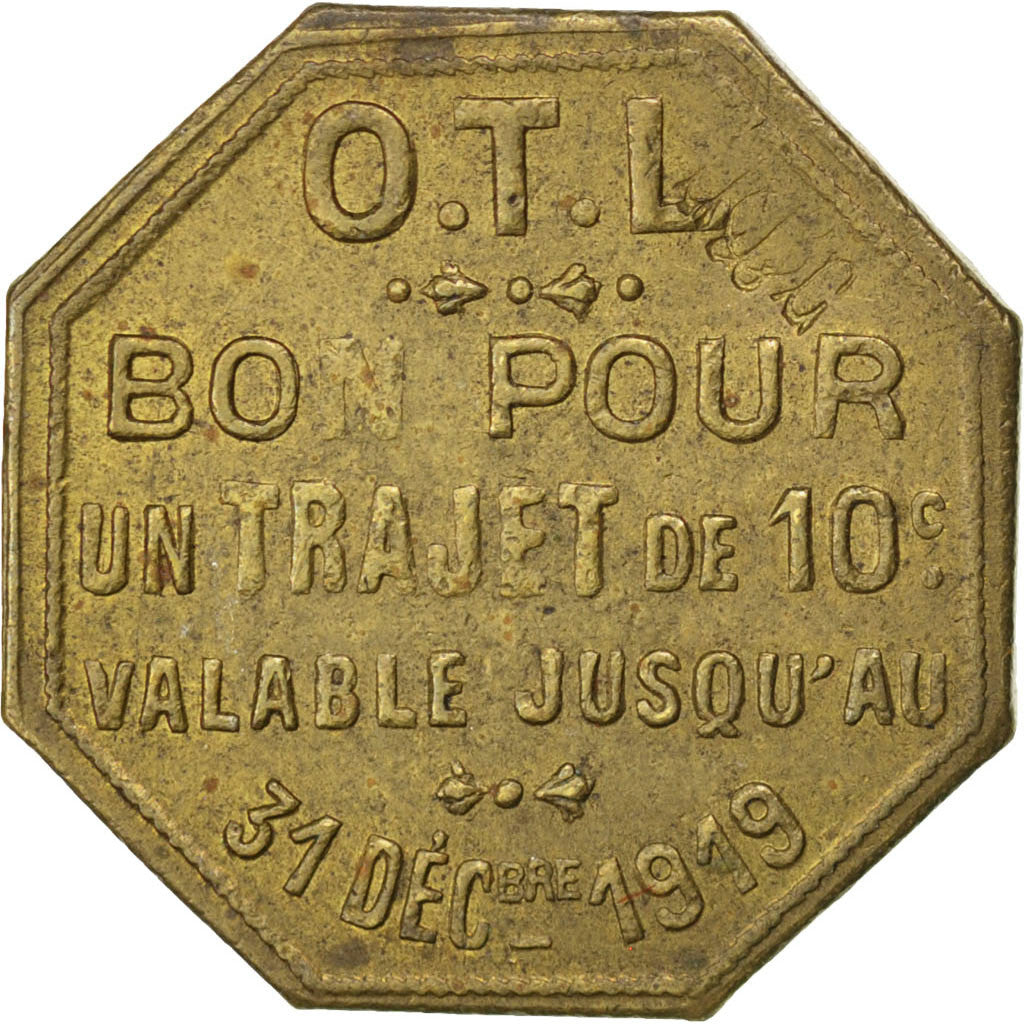 O.T.L.
BON POUR
UN TRAJET DE 10c.
VALABLE JUSQU'AU
31 DÉCBRE 1919